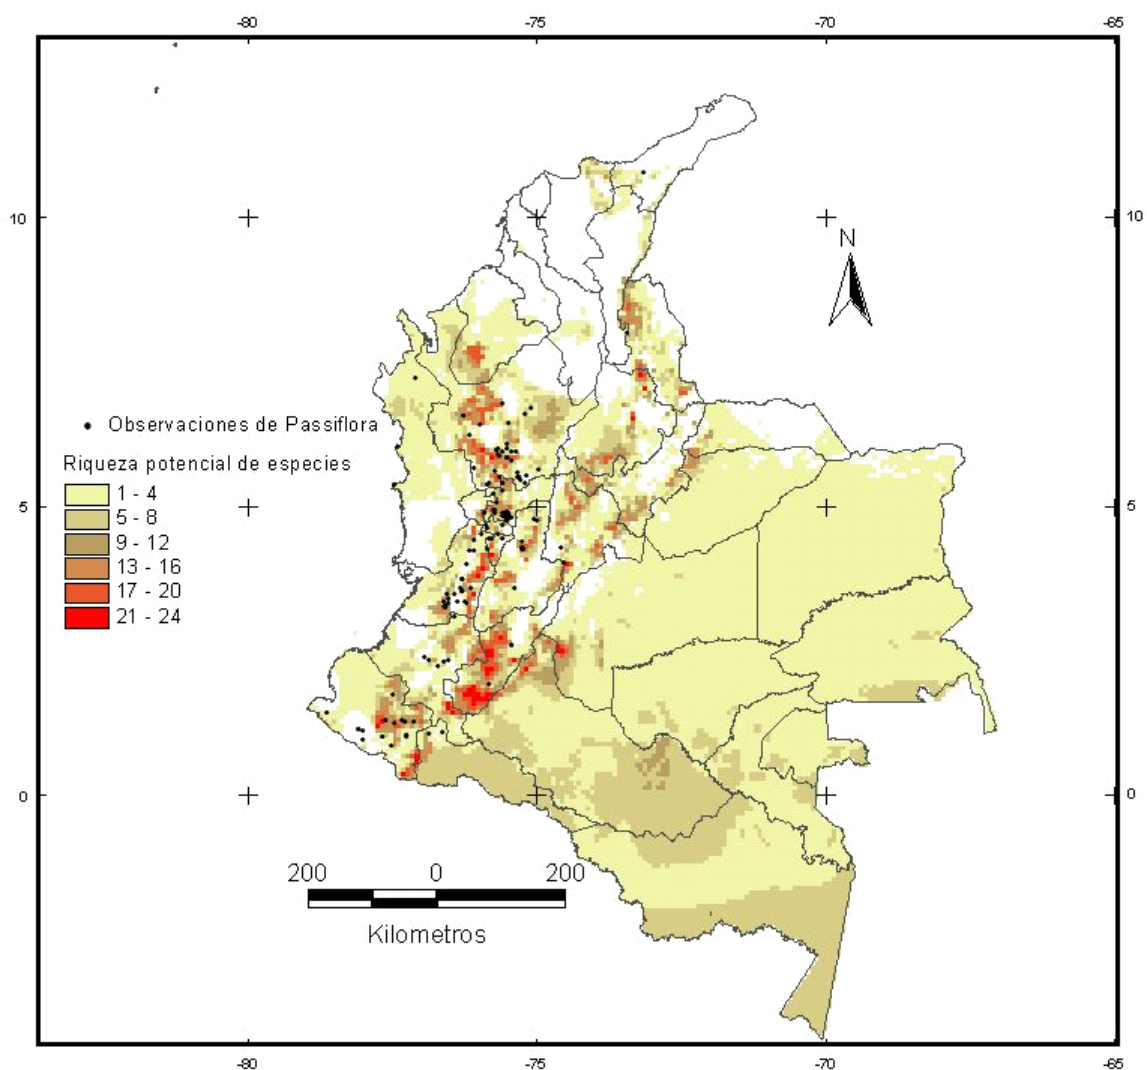 -80 -75 -70 -65
10 10
N
Observaciones de Passiflora
Riqueza potencial de especies
1 - 4
5 - 8
9 - 12
13 - 16
17 - 20
21 - 24
5 5
0 0
200 0 200
Kilometros
-80 -75 -70 -65